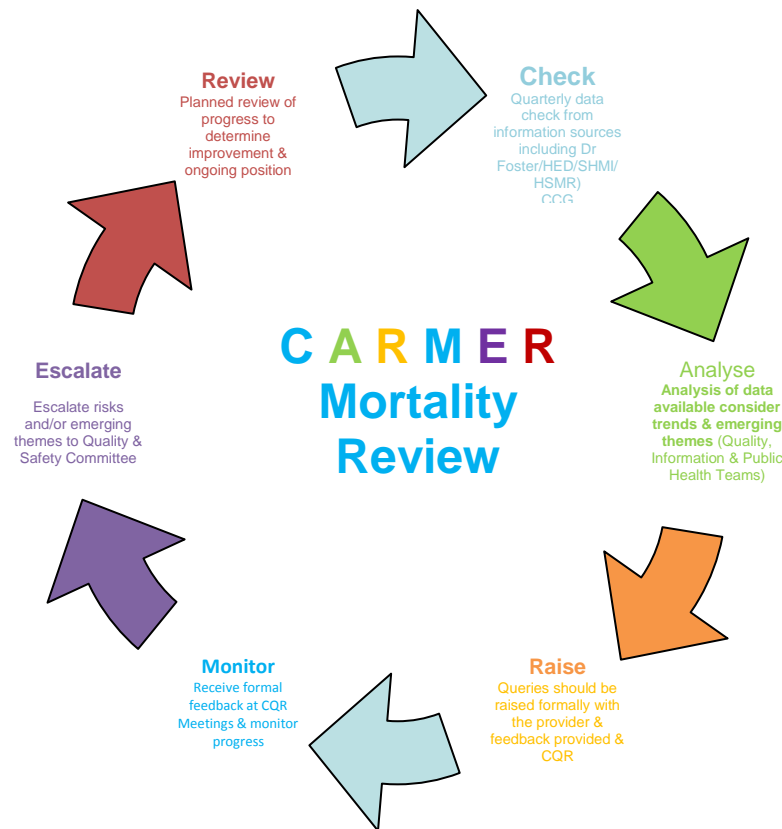 Check
Quarterly data
check from
information sources
including Dr
Foster/HED/SHMI/
HSMR)
CCG
Analyse
Analysis of data
available consider
trends & emerging
themes (Quality,
Information & Public
Health Teams)
Raise
Queries should be
raised formally with
the provider &
feedback provided &
CQR
Monitor
Receive formal
feedback at CQR
Meetings & monitor
progress
Escalate
Escalate risks
and/or emerging
themes to Quality &
Safety Committee
Review
Planned review of
progress to
determine
improvement &
ongoing position
C A R M E R
Mortality
Review